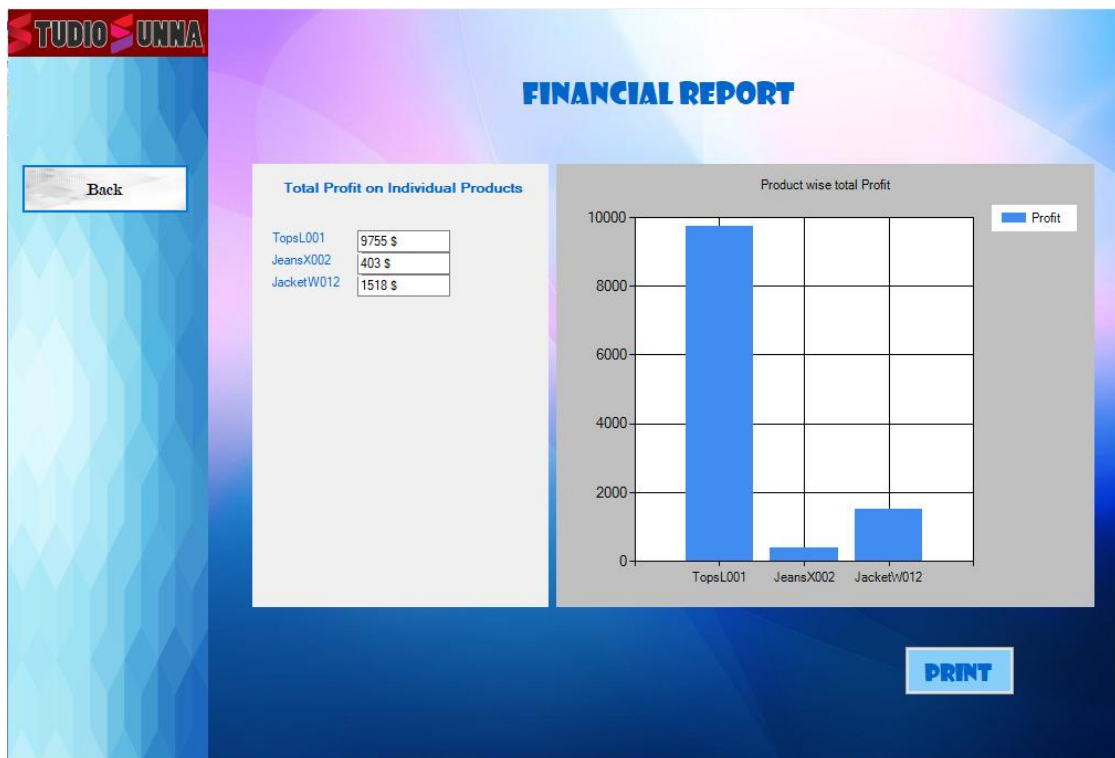 STUDIO SUNNA
FINANCIAL REPORT
Back
Total Profit on Individual Products
TopsL001 9755 $
JeansX002 403 $
JacketW012 1518 $
Product wise total Profit
Profit
10000
8000
6000
4000
2000
0
TopsL001 JeansX002 JacketW012
PRINT